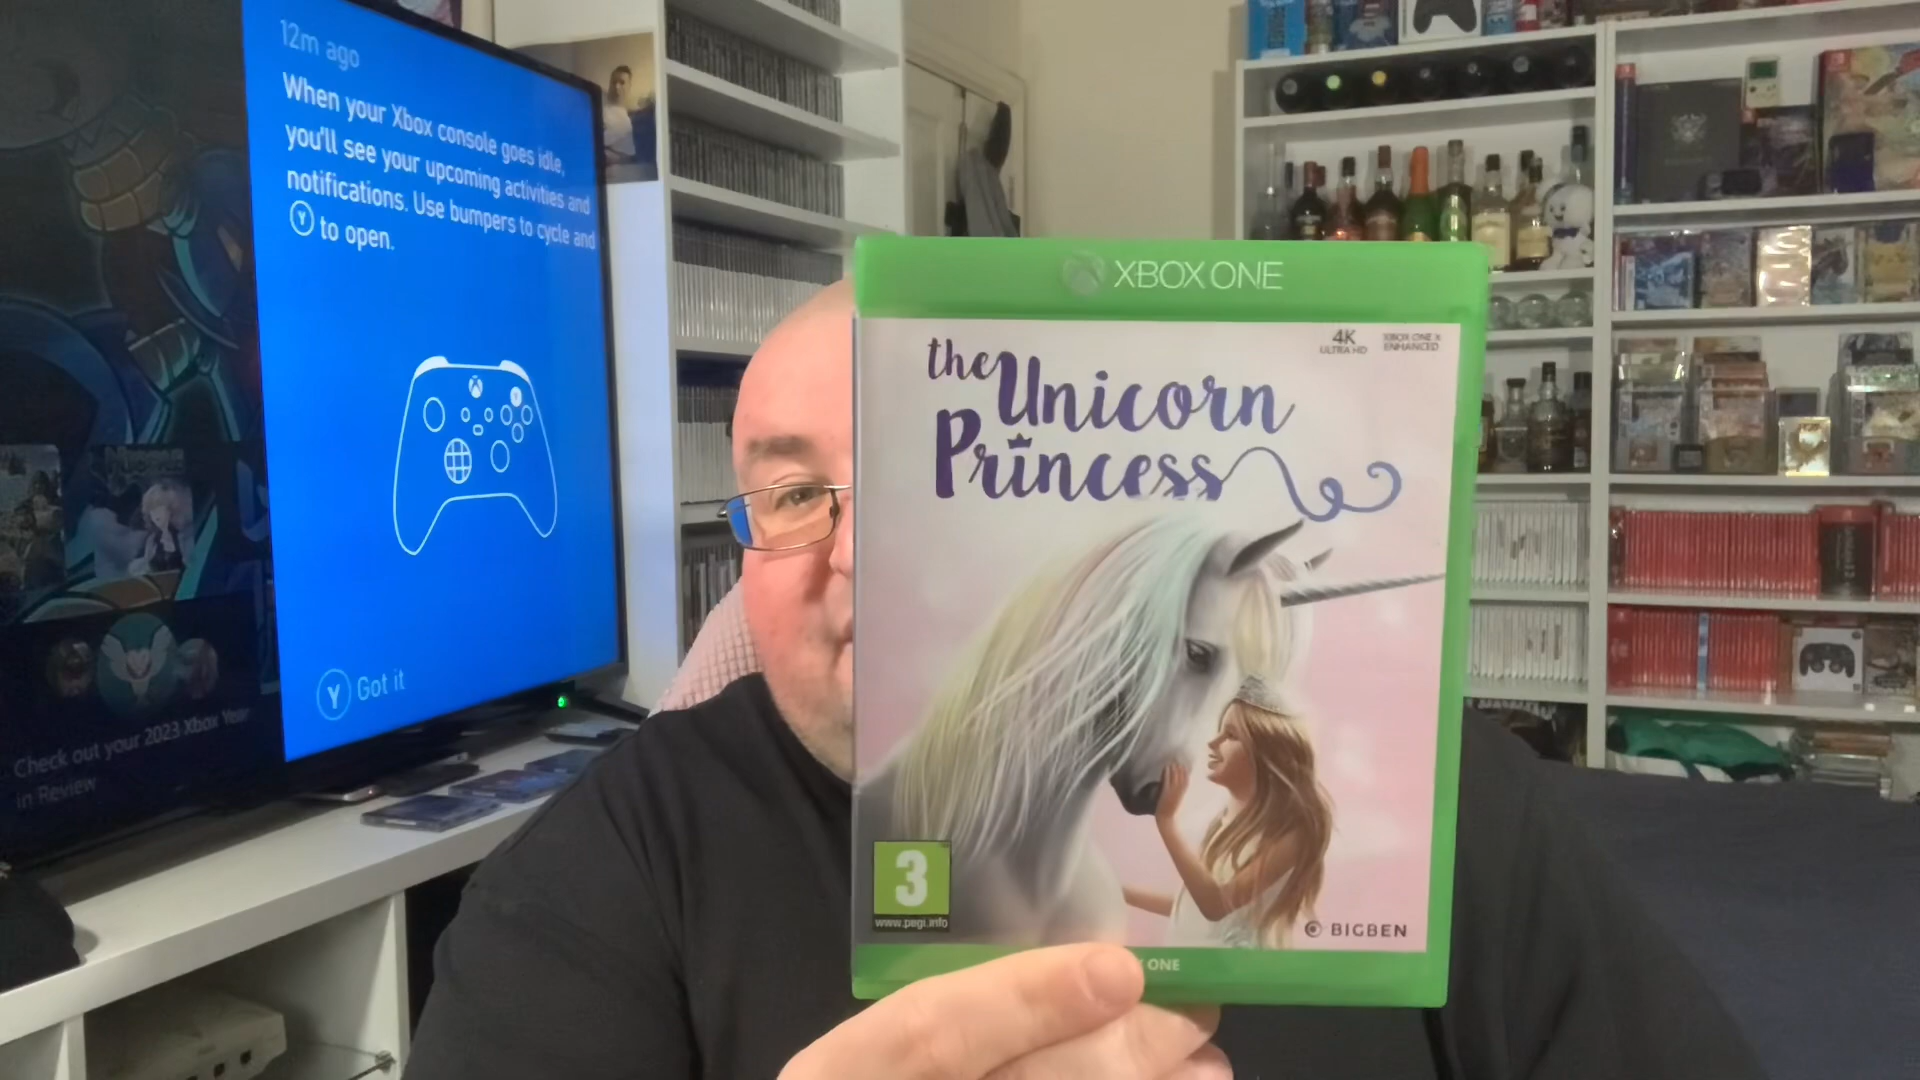 12m ago
When your Xbox console goes idle,
you'll see your upcoming activities and
notifications. Use bumpers to cycle and
Y to open.
Y Got it
Check out your 2023 Xbox Year
in Review
XBOX ONE
4K
ULTRA HD
XBOX ONE X
ENHANCED
the Unicorn
Princess
3
www.pegi.info
BIGBEN
ONE